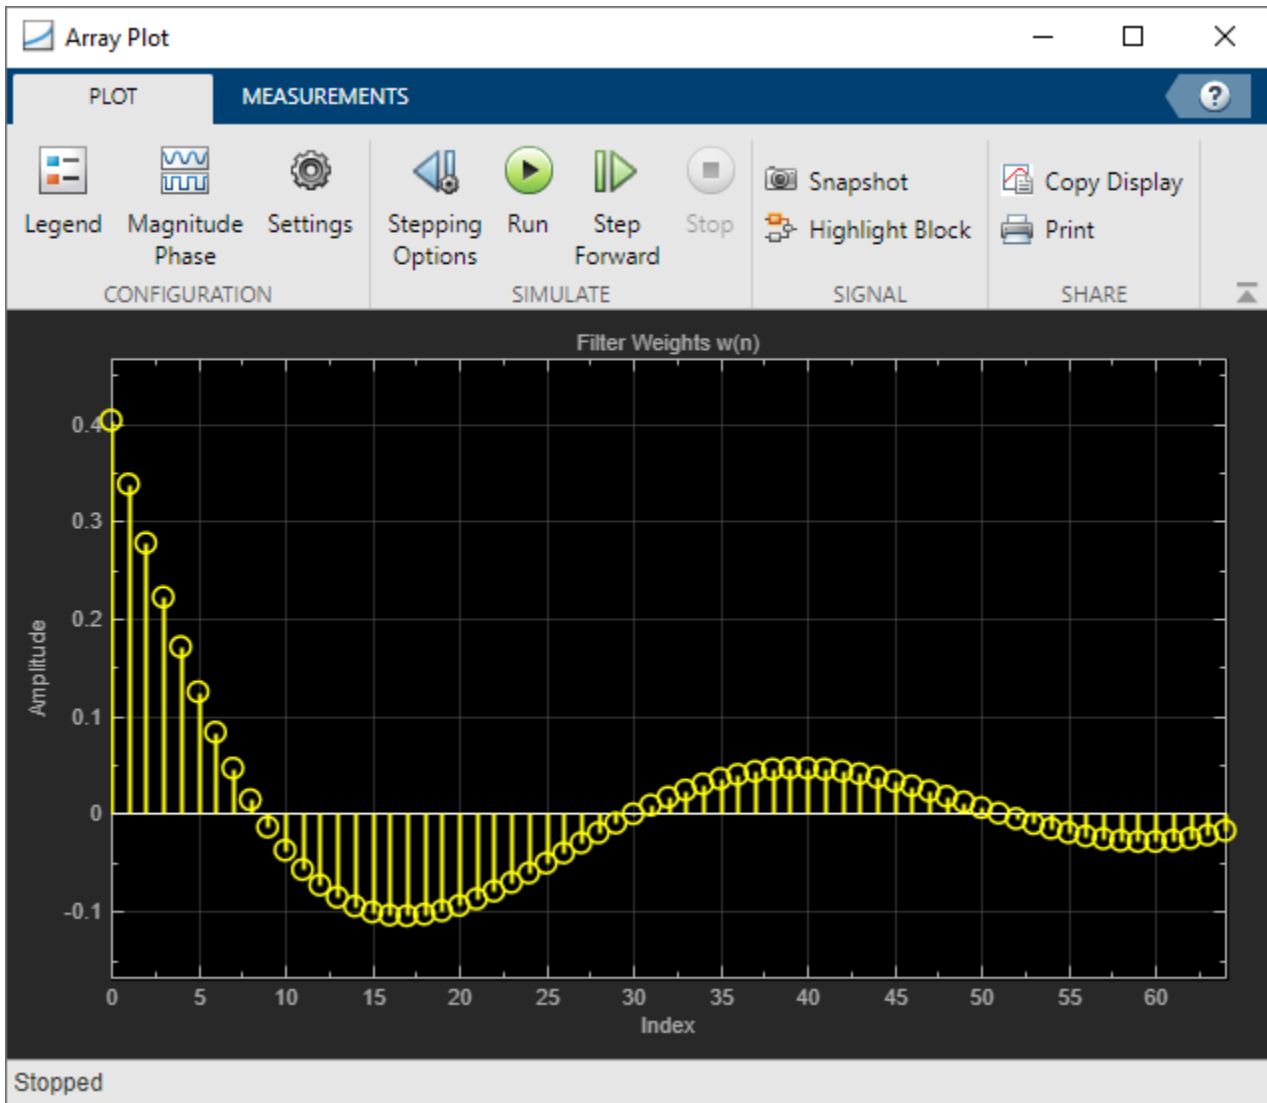 Array Plot
PLOT
MEASUREMENTS
?
Legend
Magnitude
Phase
Settings
CONFIGURATION
Stepping
Options
Run
Step
Forward
Stop
SIMULATE
Snapshot
Highlight Block
SIGNAL
Copy Display
Print
SHARE
Filter Weights w(n)
Amplitude
0.4
0.3
0.2
0.1
0
-0.1
0 5 10 15 20 25 30 35 40 45 50 55 60
Index
Stopped